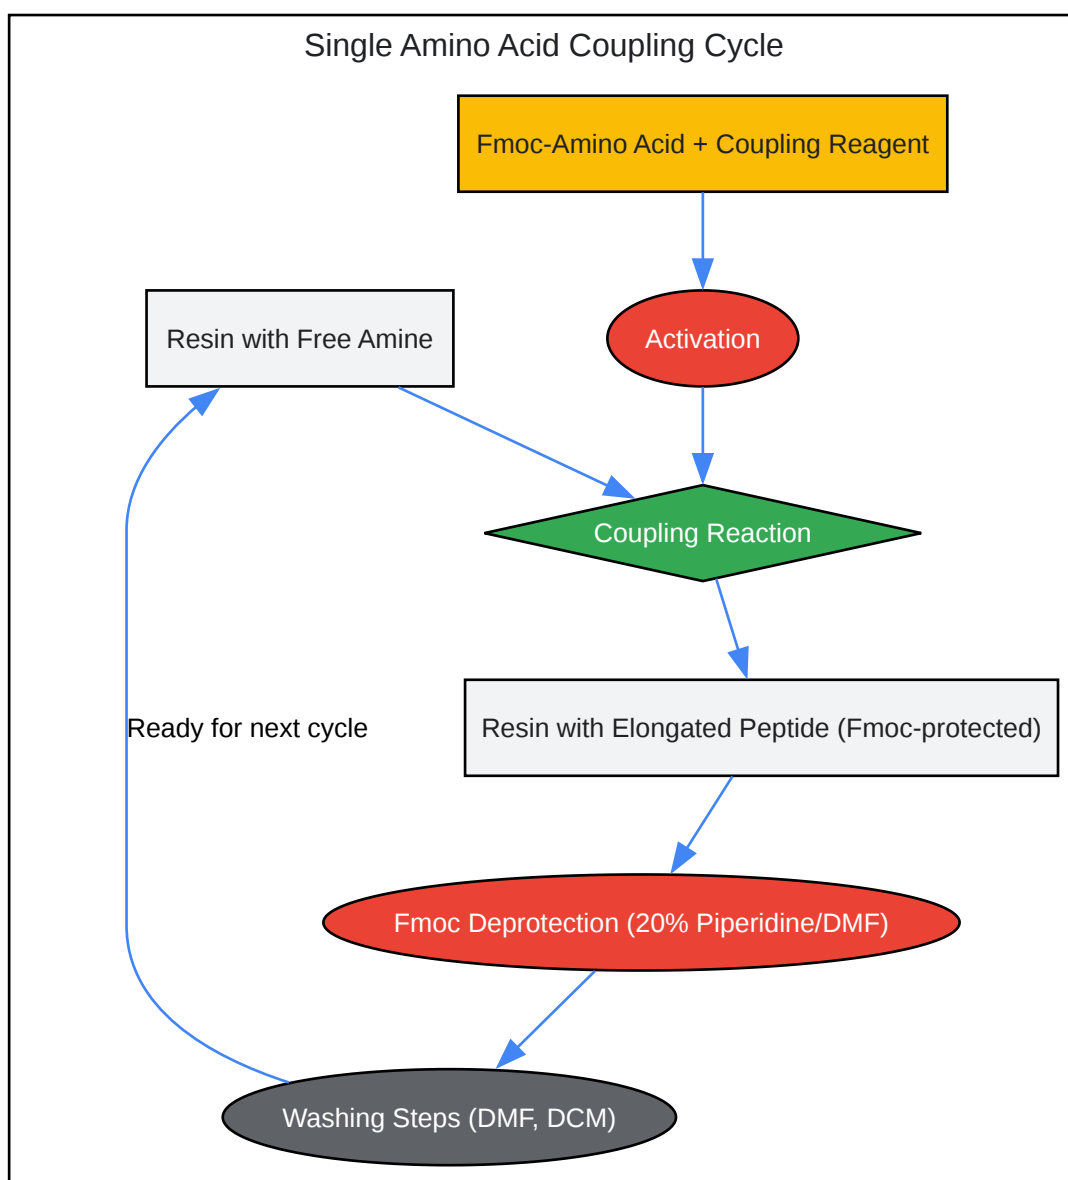 Single Amino Acid Coupling Cycle
Fmoc-Amino Acid + Coupling Reagent
Resin with Free Amine
Activation
Coupling Reaction
Ready for next cycle
Resin with Elongated Peptide (Fmoc-protected)
Fmoc Deprotection (20% Piperidine/DMF)
Washing Steps (DMF, DCM)